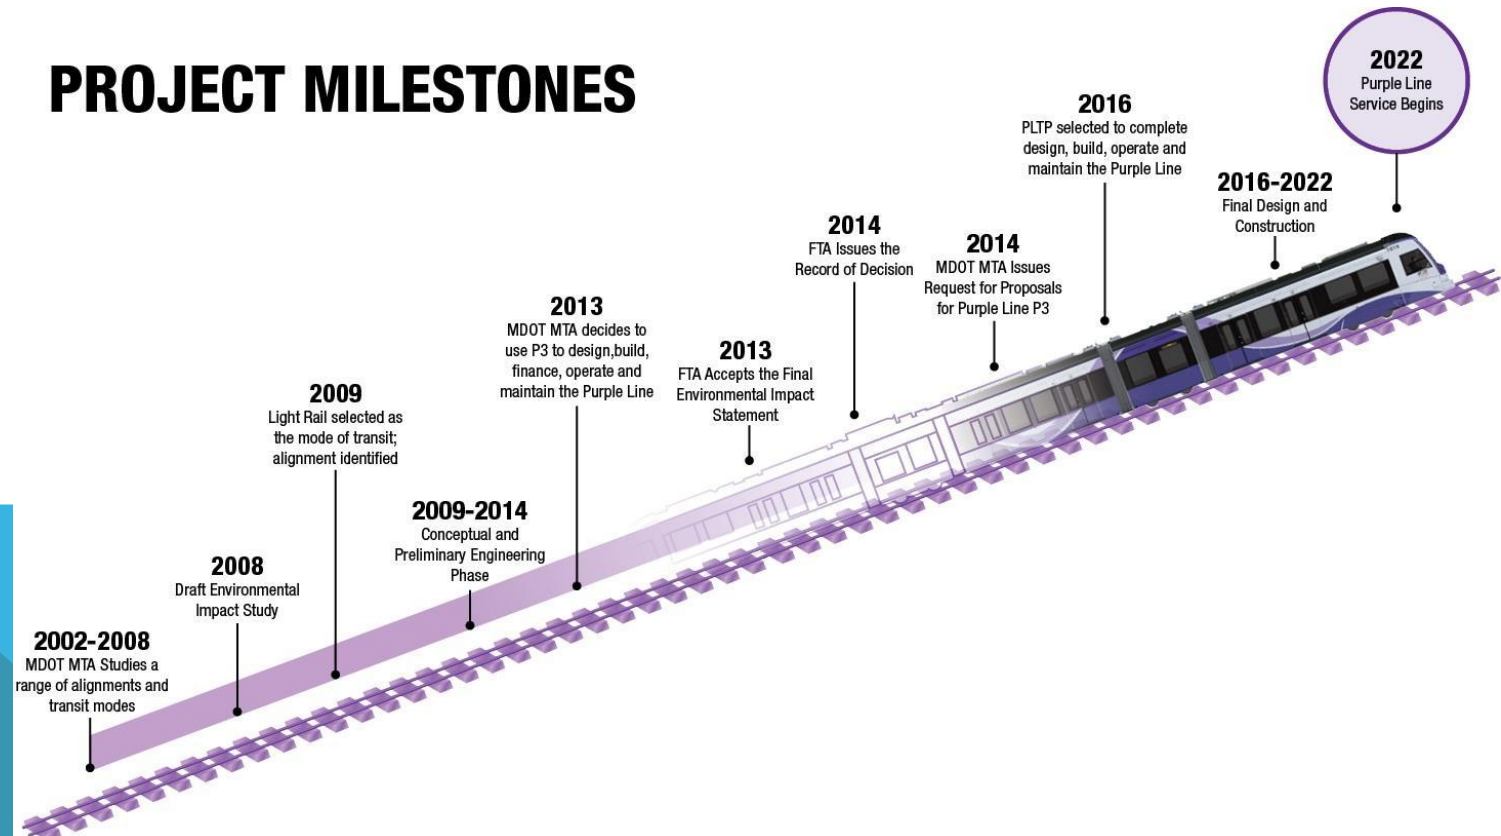 PROJECT MILESTONES
2002-2008
MDOT MTA Studies a
range of alignments and
transit modes
2008
Draft Environmental
Impact Study
2009
Light Rail selected as
the mode of transit;
alignment identified
2009-2014
Conceptual and
Preliminary Engineering
Phase
2013
MDOT MTA decides to
use P3 to design,build,
finance, operate and
maintain the Purple Line
2013
FTA Accepts the Final
Environmental Impact
Statement
2014
FTA Issues the
Record of Decision
2014
MDOT MTA Issues
Request for Proposals
for Purple Line P3
2016
PLTP selected to complete
design, build, operate and
maintain the Purple Line
2016-2022
Final Design and
Construction
2022
Purple Line
Service Begins